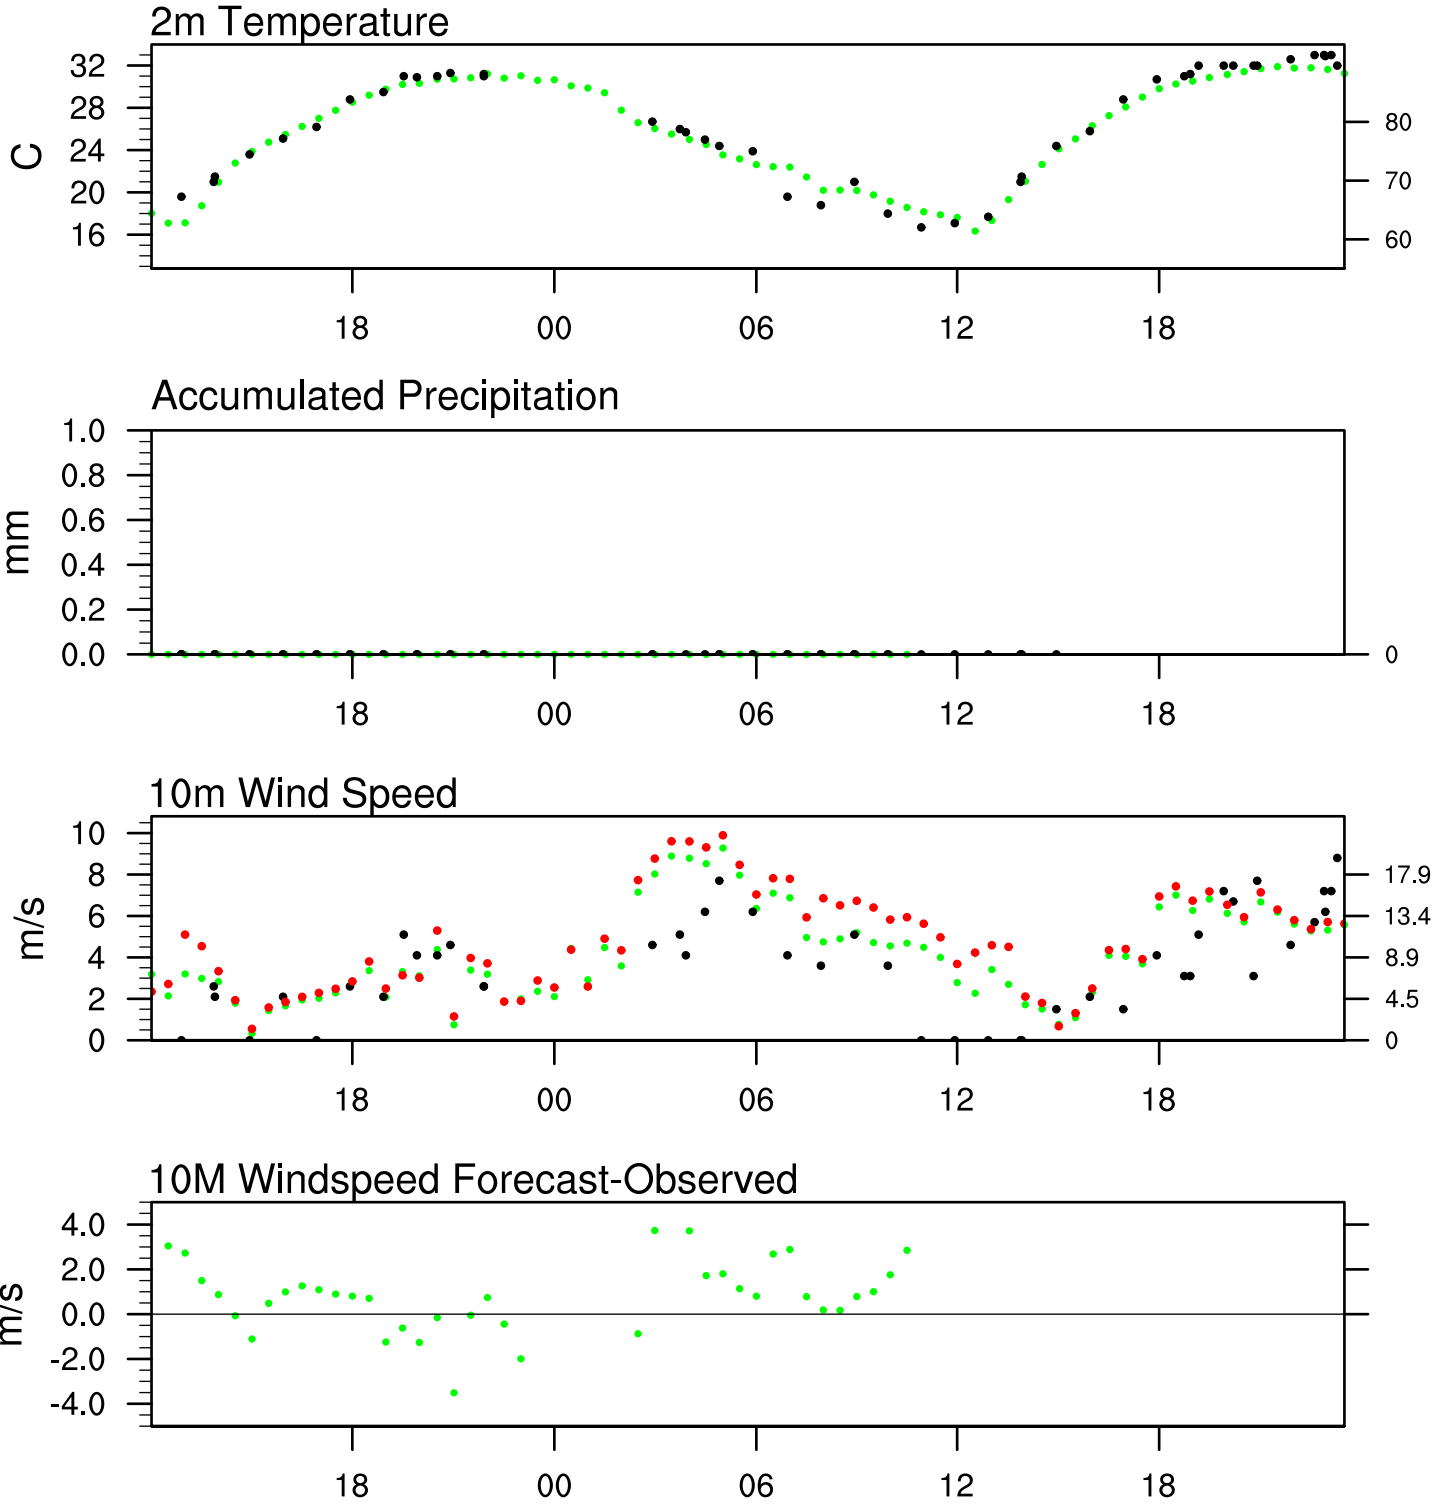 2m Temperature
32
28
24
20
16
C
80
70
60
18 00 06 12 18
Accumulated Precipitation
1.0
0.8
0.6
0.4
0.2
0.0
mm
0
18 00 06 12 18
10m Wind Speed
10
8
6
4
2
0
m/s
17.9
13.4
8.9
4.5
0
18 00 06 12 18
10M Windspeed Forecast-Observed
4.0
2.0
0.0
-2.0
-4.0
m/s
18 00 06 12 18